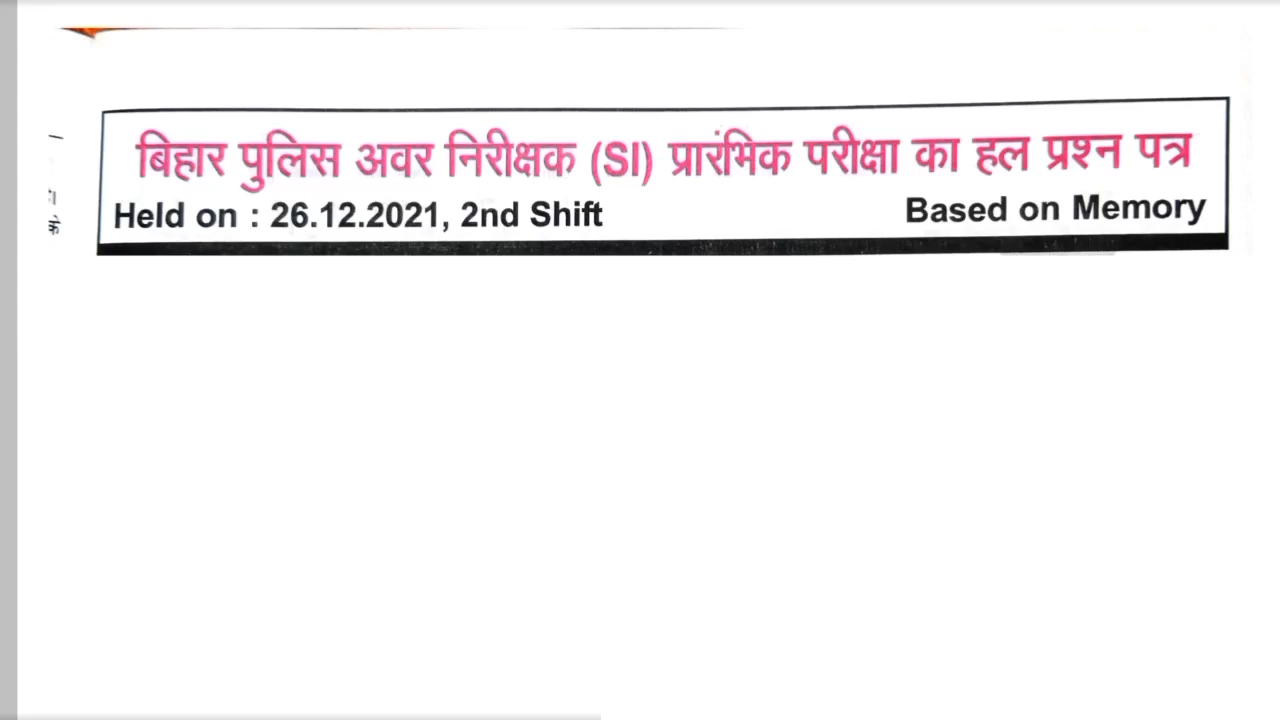 बिहार पुलिस अवर निरीक्षक (SI) प्रारंभिक परीक्षा का हल प्रश्न पत्र
Held on : 26.12.2021, 2nd Shift Based on Memory
के